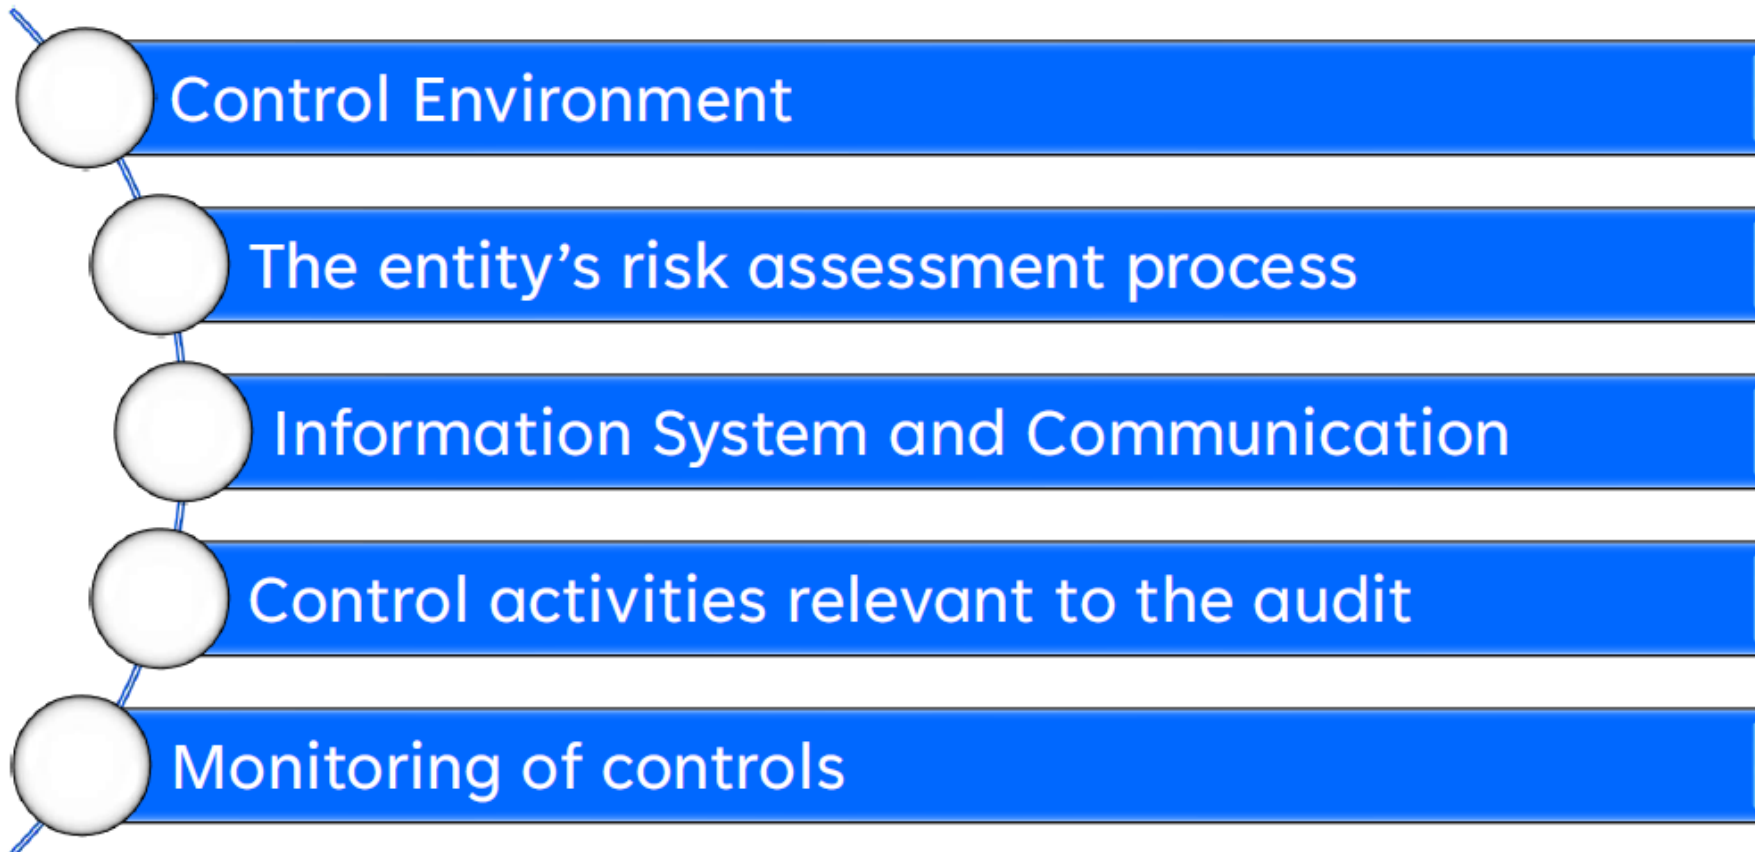 Control Environment
The entity’s risk assessment process
Information System and Communication
Control activities relevant to the audit
Monitoring of controls